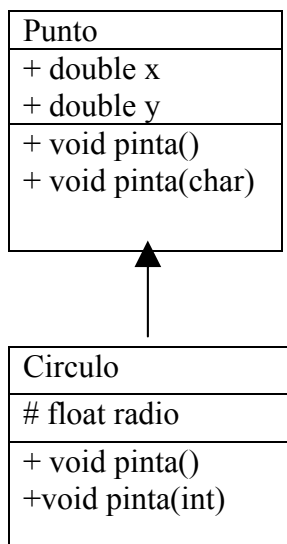 Punto
+ double x
+ double y
+ void pinta()
+ void pinta(char)
Circulo
# float radio
+ void pinta()
+void pinta(int)